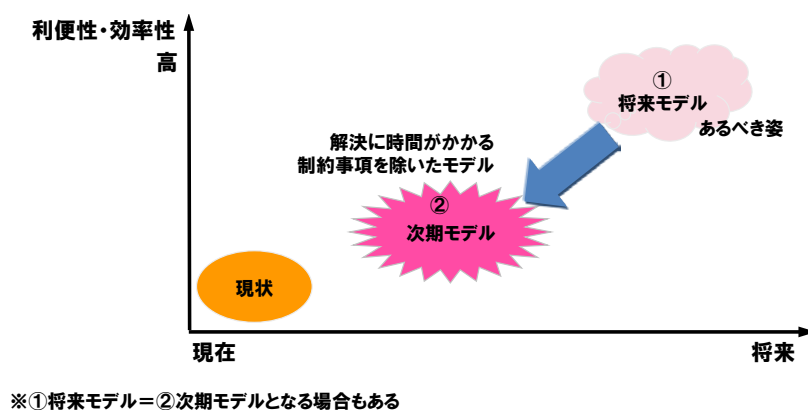 利便性・効率性
高
①
将来モデル
あるべき姿
解決に時間がかかる
制約事項を除いたモデル
②
次期モデル
現状
現在
将来
※①将来モデル＝②次期モデルとなる場合もある